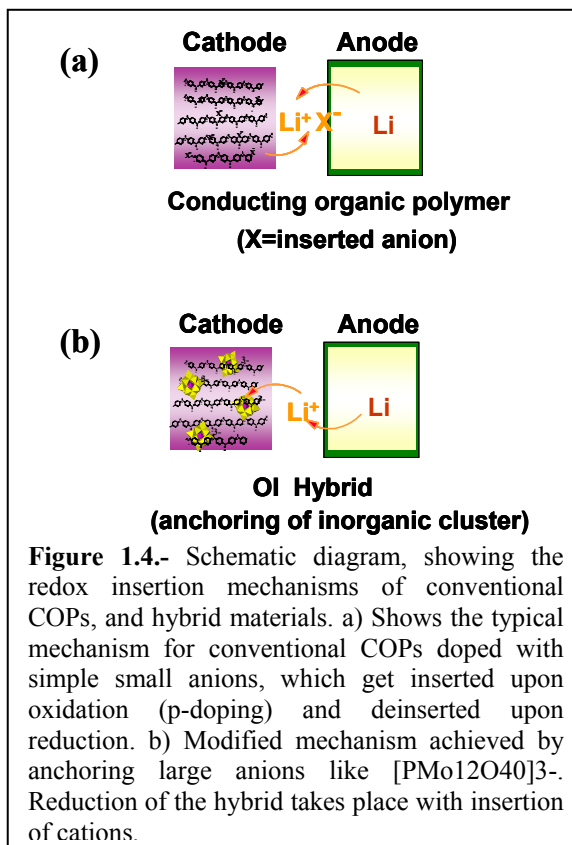 Cathode Anode
(a)
Li⁺ X⁻ Li
Conducting organic polymer
(X=inserted anion)
Cathode Anode
(b)
Li⁺ Li
OI Hybrid
(anchoring of inorganic cluster)
Figure 1.4.- Schematic diagram, showing the
redox insertion mechanisms of conventional
COPs, and hybrid materials. a) Shows the typical
mechanism for conventional COPs doped with
simple small anions, which get inserted upon
oxidation (p-doping) and deinserted upon
reduction. b) Modified mechanism achieved by
anchoring large anions like [PMo12O40]3-.
Reduction of the hybrid takes place with insertion
of cations.